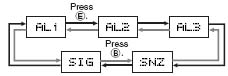 Press
Ⓔ.
AL1 AL2 AL3
Press
Ⓑ.
SIG SNZ